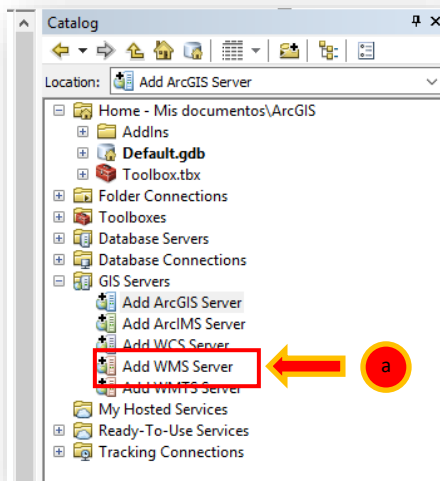 Catalog
Location: Add ArcGIS Server
Home - Mis documentos\ArcGIS
AddIns
Default.gdb
Toolbox.tbx
Folder Connections
Toolboxes
Database Servers
Database Connections
GIS Servers
Add ArcGIS Server
Add ArcIMS Server
Add WCS Server
Add WMS Server
a
Add WMTS Server
My Hosted Services
Ready-To-Use Services
Tracking Connections